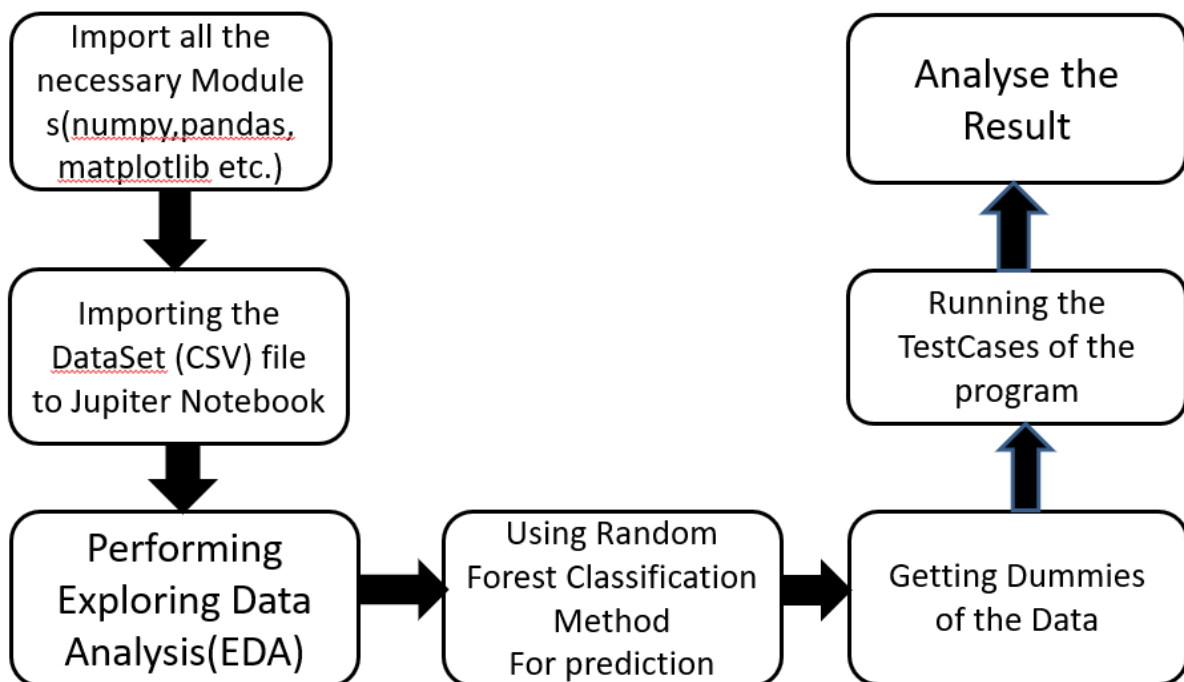 Import all the
necessary Module
s(numpy,pandas,
matplotlib etc.)
Importing the
DataSet (CSV) file
to Jupiter Notebook
Performing
Exploring Data
Analysis(EDA)
Using Random
Forest Classification
Method
For prediction
Getting Dummies
of the Data
Running the
TestCases of the
program
Analyse the
Result